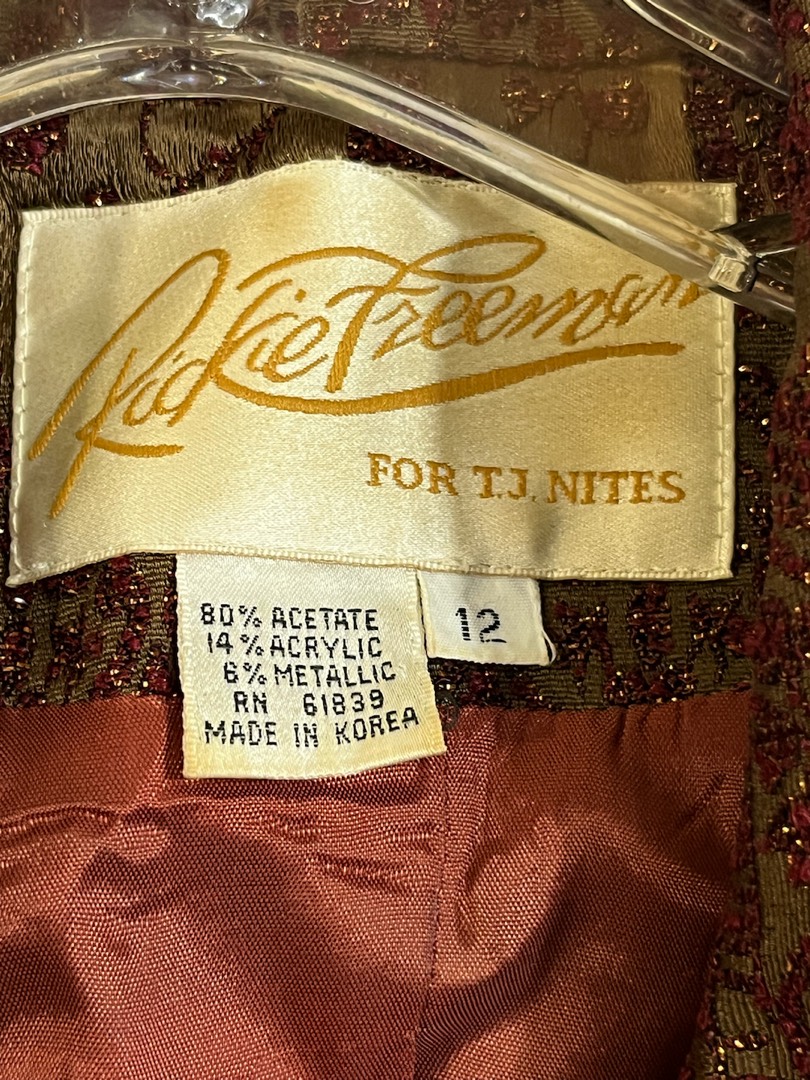 Rickie Freeman
FOR T.J. NITES
80% ACETATE
14% ACRYLIC
6% METALLIC
RN 61839
MADE IN KOREA
12